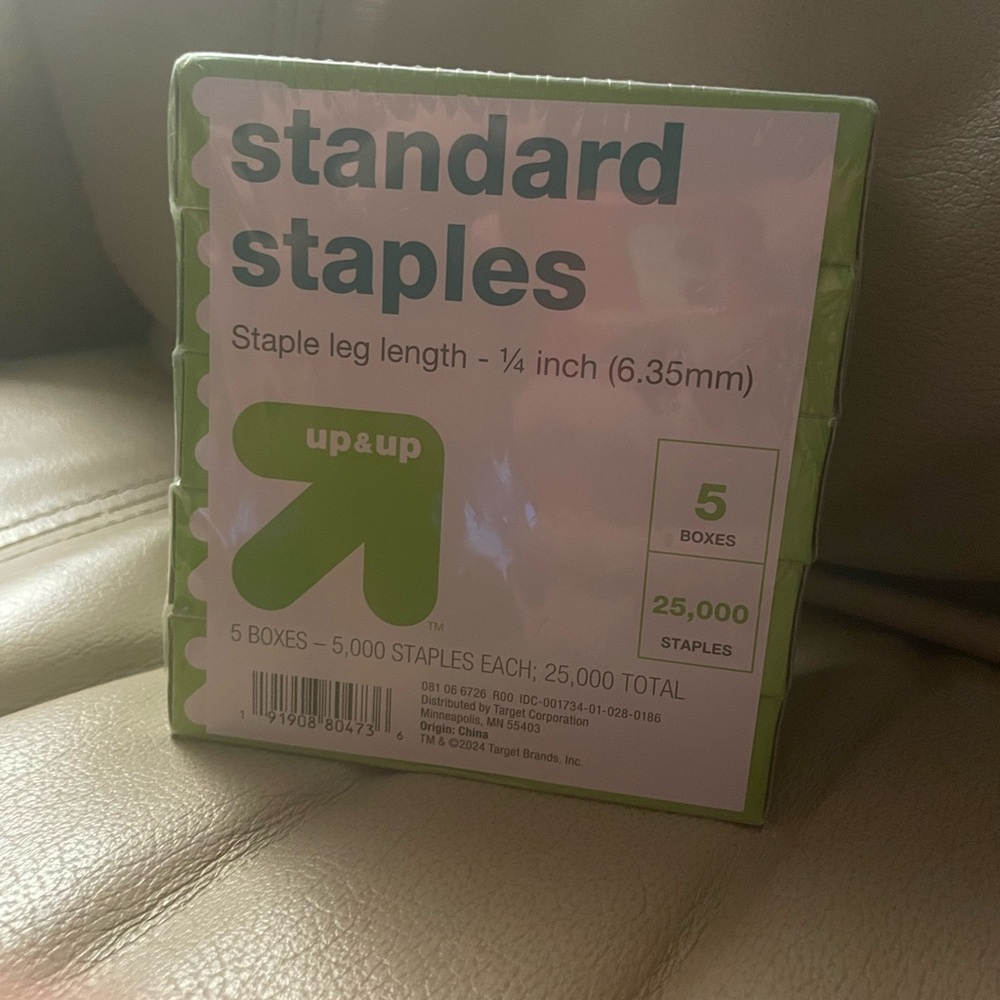 standard
staples
Staple leg length - ¼ inch (6.35mm)
up&up
TM
5
BOXES
25,000
STAPLES
5 BOXES – 5,000 STAPLES EACH; 25,000 TOTAL
1 91908 80473 6
081 06 6726 R00 IDC-001734-01-028-0186
Distributed by Target Corporation
Minneapolis, MN 55403
Origin: China
TM & ©2024 Target Brands, Inc.